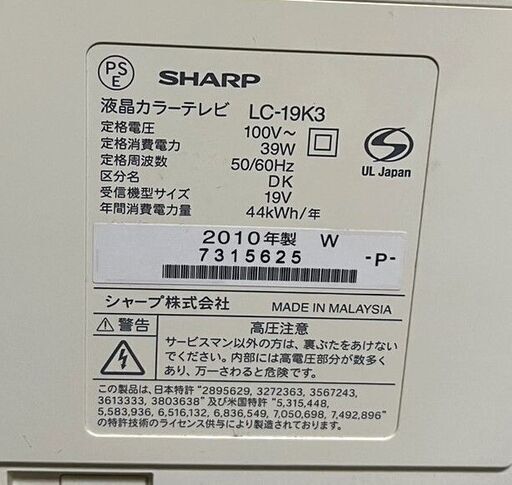 PS
E
SHARP
液晶カラーテレビ LC-19K3
定格電圧 100V～
定格消費電力 39W
定格周波数 50/60Hz
区分名 DK
受信機型サイズ 19V
年間消費電力量 44kWh/年
S
UL Japan
2010年製 W
7315625
-P-
シャープ株式会社 MADE IN MALAYSIA
警告 高圧注意
サービスマン以外の方は、裏ぶたをあけない
でください。内部には高電圧部分が数多く
あり、万一さわると危険です。
この製品は、日本特許 "2895629, 3272363, 3567243,
3613333, 3803638" 及び米国特許 "5,315,448,
5,583,936, 6,516,132, 6,836,549, 7,050,698, 7,492,896"
の特許技術のライセンス供与により製造されております。